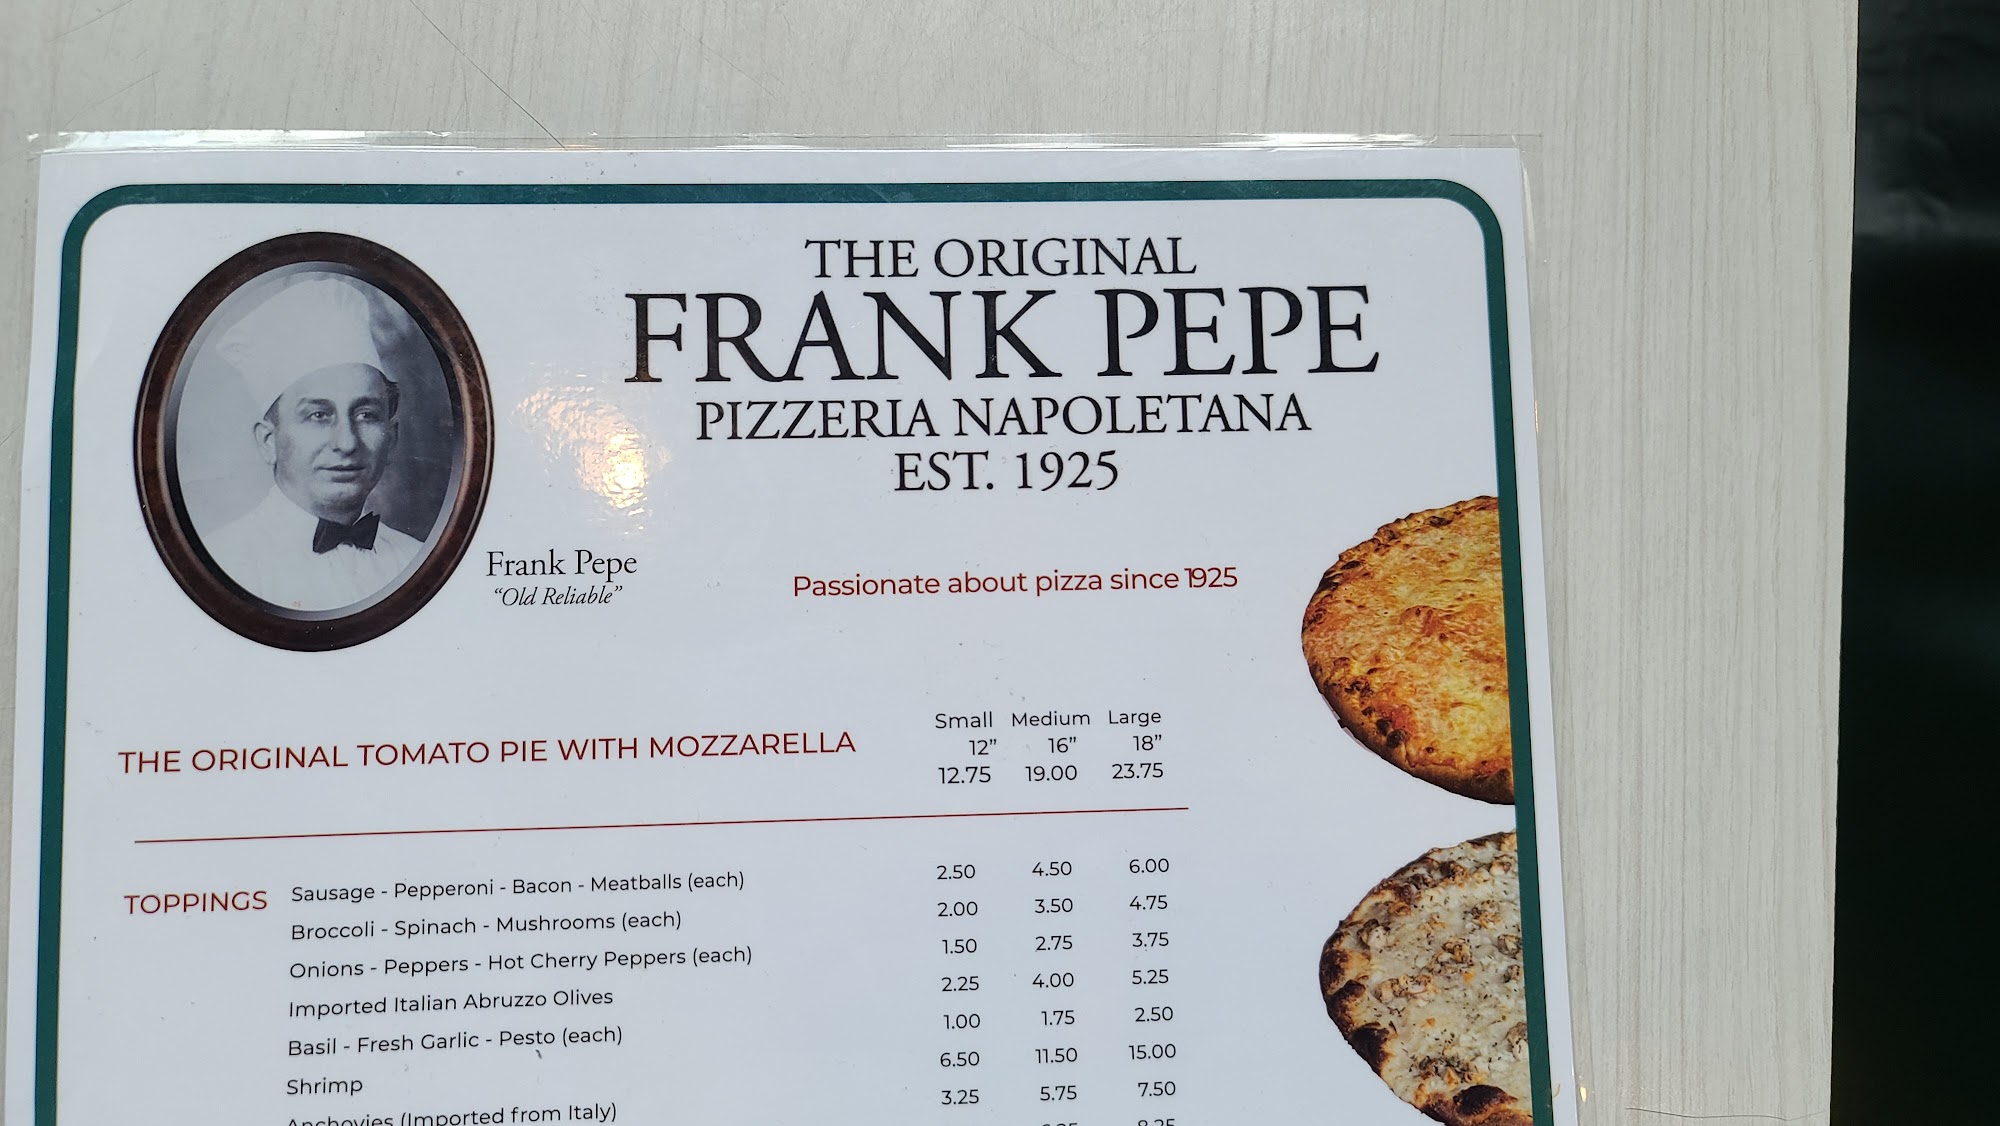 THE ORIGINAL
FRANK PEPE
PIZZERIA NAPOLETANA
EST. 1925
Frank Pepe
"Old Reliable"
Passionate about pizza since 1925
Small Medium Large
12" 16" 18"
THE ORIGINAL TOMATO PIE WITH MOZZARELLA 12.75 19.00 23.75
TOPPINGS Sausage - Pepperoni - Bacon - Meatballs (each) 2.50 4.50 6.00
Broccoli - Spinach - Mushrooms (each) 2.00 3.50 4.75
Onions - Peppers - Hot Cherry Peppers (each) 1.50 2.75 3.75
Imported Italian Abruzzo Olives 2.25 4.00 5.25
Basil - Fresh Garlic - Pesto (each) 1.00 1.75 2.50
Shrimp 6.50 11.50 15.00
Anchovies (Imported from Italy) 3.25 5.75 7.50